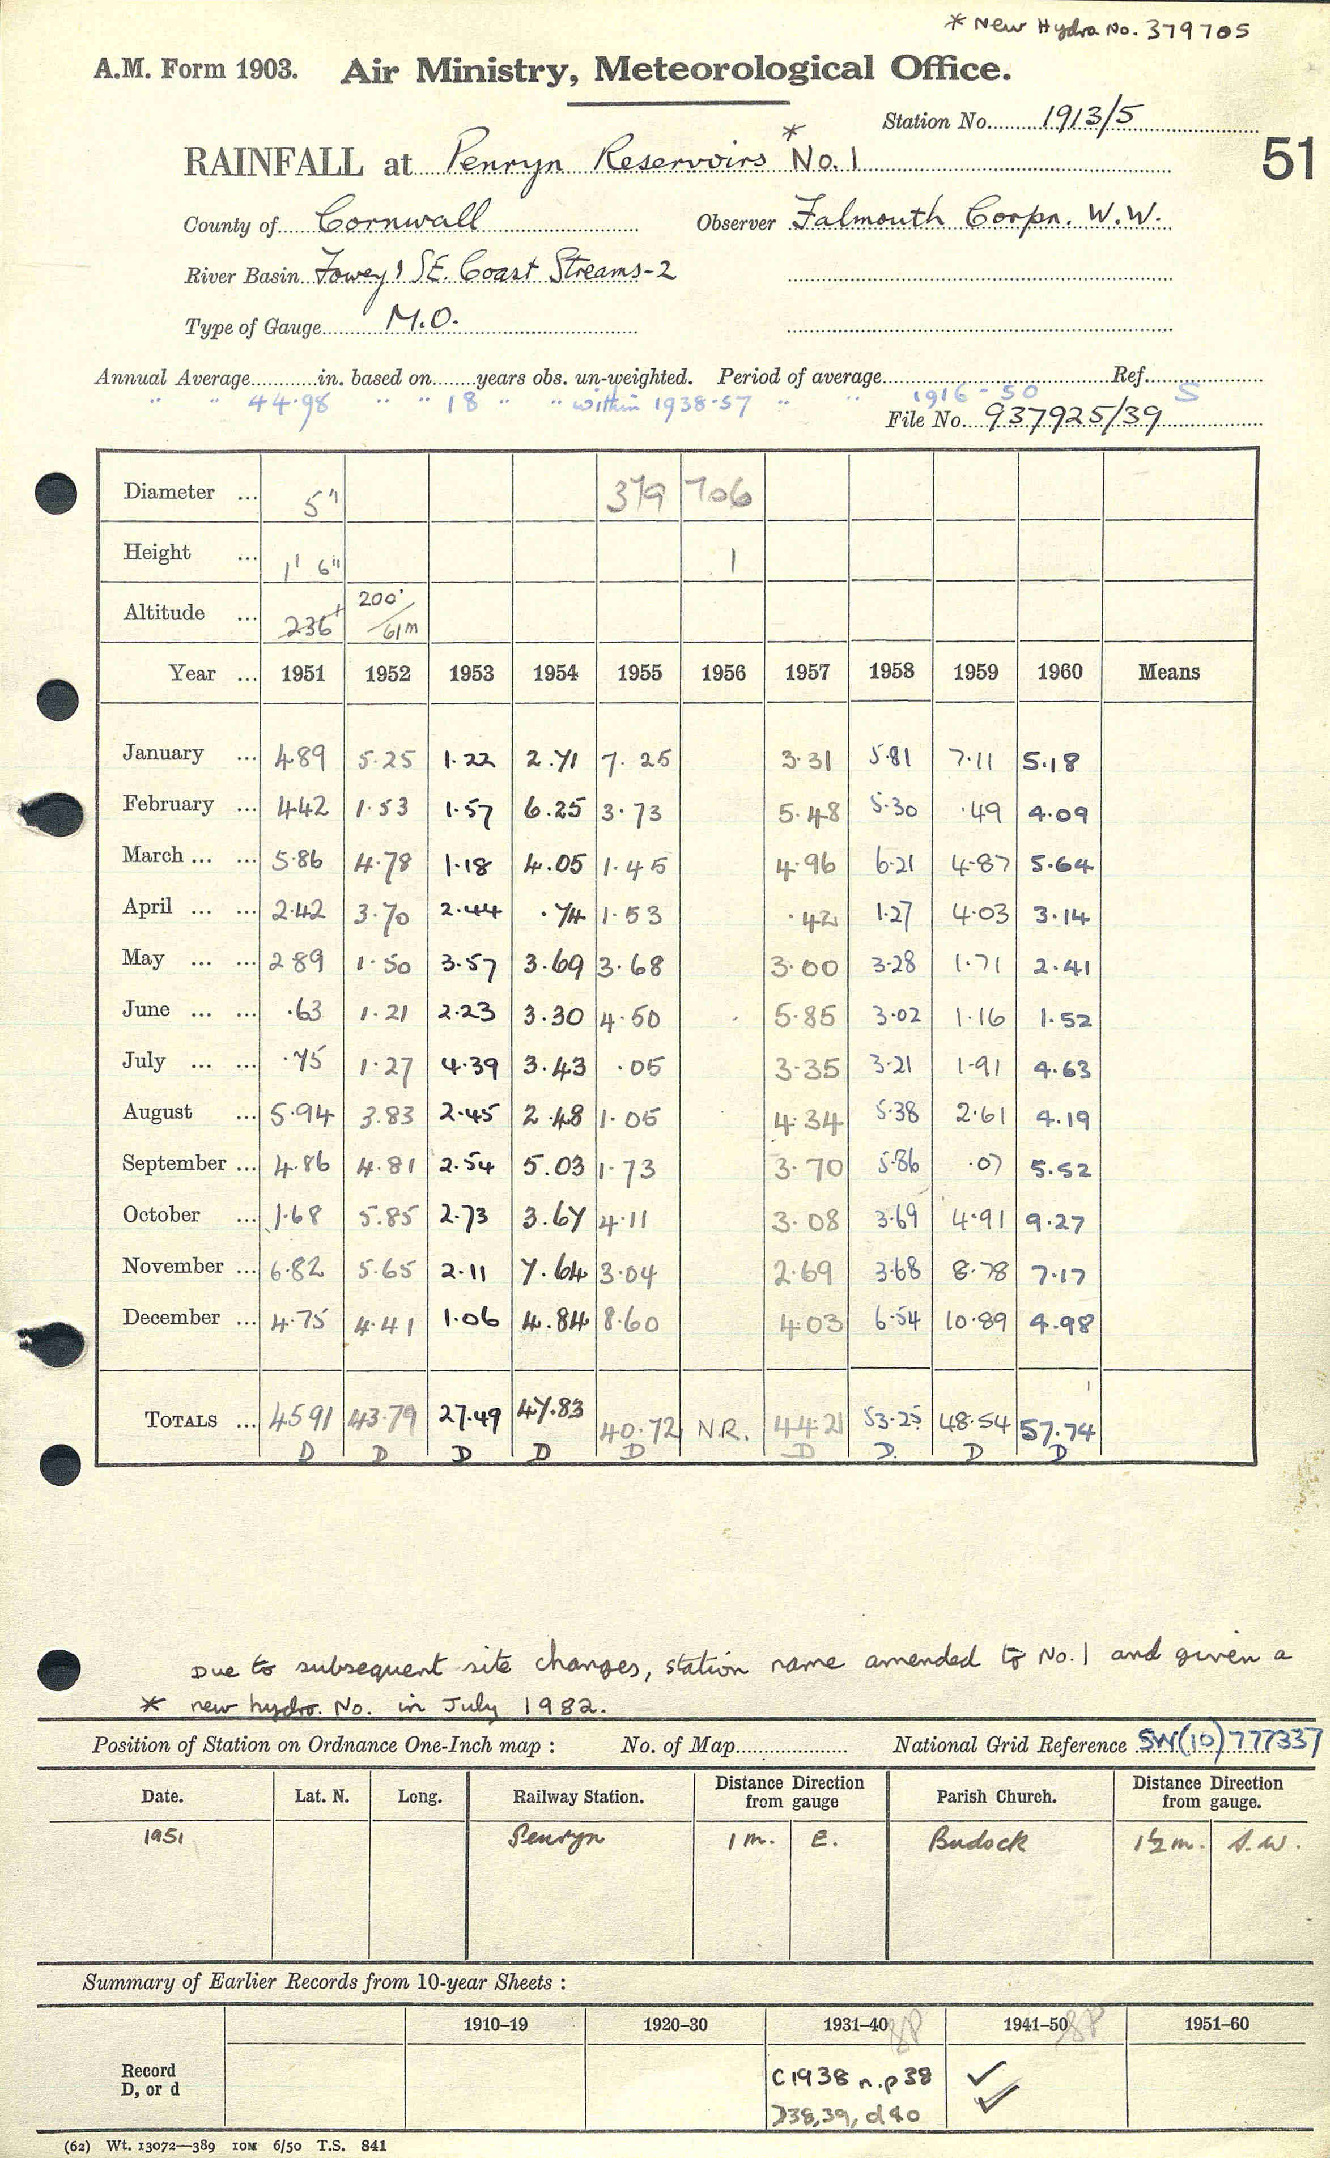 * New Hydro No. 379705
A.M. Form 1903. Air Ministry, Meteorological Office.
Station No. 1913/5
RAINFALL at Penryn Reservoirs * No. 1
51
County of Cornwall Observer Falmouth Corpn. W.W.
River Basin Fowey & SE. Coast Streams-2
Type of Gauge M.O.
Annual Average in. based on years obs. un-weighted. Period of average Ref.
" " 44.98 " " 18 " " within 1938-57 " " 1916-50 S
File No. 937925/39
Diameter ... 5" 379 706
Height ... 1' 6" 1
Altitude ... 236+ 200' / 61m
Year ... 1951 1952 1953 1954 1955 1956 1957 1958 1959 1960 Means
January ... 4.89 5.25 1.22 2.71 7.25 3.31 5.81 7.11 5.18
February ... 4.42 1.53 1.57 6.25 3.73 5.48 5.30 .49 4.09
March ... ... 5.86 4.78 1.18 4.05 1.45 4.96 6.21 4.87 5.64
April ... ... 2.42 3.70 2.44 .74 1.53 .42 1.27 4.03 3.14
May ... ... 2.89 1.50 3.57 3.69 3.68 3.00 3.28 1.71 2.41
June ... ... .63 1.21 2.23 3.30 4.50 5.85 3.02 1.16 1.52
July ... ... .75 1.27 4.39 3.43 .05 3.35 3.21 1.91 4.63
August ... 5.94 3.83 2.45 2.48 1.05 4.34 5.38 2.61 4.19
September ... 4.86 4.81 2.54 5.03 1.73 3.70 5.86 .07 5.52
October ... 1.68 5.85 2.73 3.67 4.11 3.08 3.69 4.91 9.27
November ... 6.82 5.65 2.11 7.64 3.04 2.69 3.68 8.78 7.17
December ... 4.75 4.41 1.06 4.84 8.60 4.03 6.54 10.89 4.98
TOTALS ... 45.91 43.79 27.49 47.83 40.72 N.R. 44.21 53.25 48.54 57.74
D D D D D D D. D D
Due to subsequent site changes, station name amended to No. 1 and given a
* new hydro. No. in July 1982.
Position of Station on Ordnance One-Inch map : No. of Map National Grid Reference SW(10)777337
Date. Lat. N. Long. Railway Station. Distance from gauge Direction Parish Church. Distance from gauge. Direction
1951 Penryn 1 m. E. Budock 1½ m. S.W.
Summary of Earlier Records from 10-year Sheets :
1910–19 1920–30 1931–40 1941–50 1951–60
Record C1938 n.p38 ✓
D, or d D38,39, d40 ✓
(62) Wt. 13072—389 IOM 6/50 T.S. 841